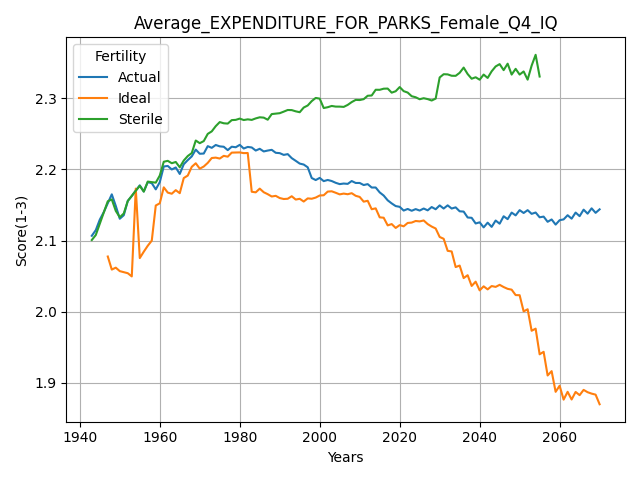 Average_EXPENDITURE_FOR_PARKS_Female_Q4_IQ
Fertility
Actual
Ideal
Sterile
Score(1-3)
2.3
2.2
2.1
2.0
1.9
1940 1960 1980 2000 2020 2040 2060
Years